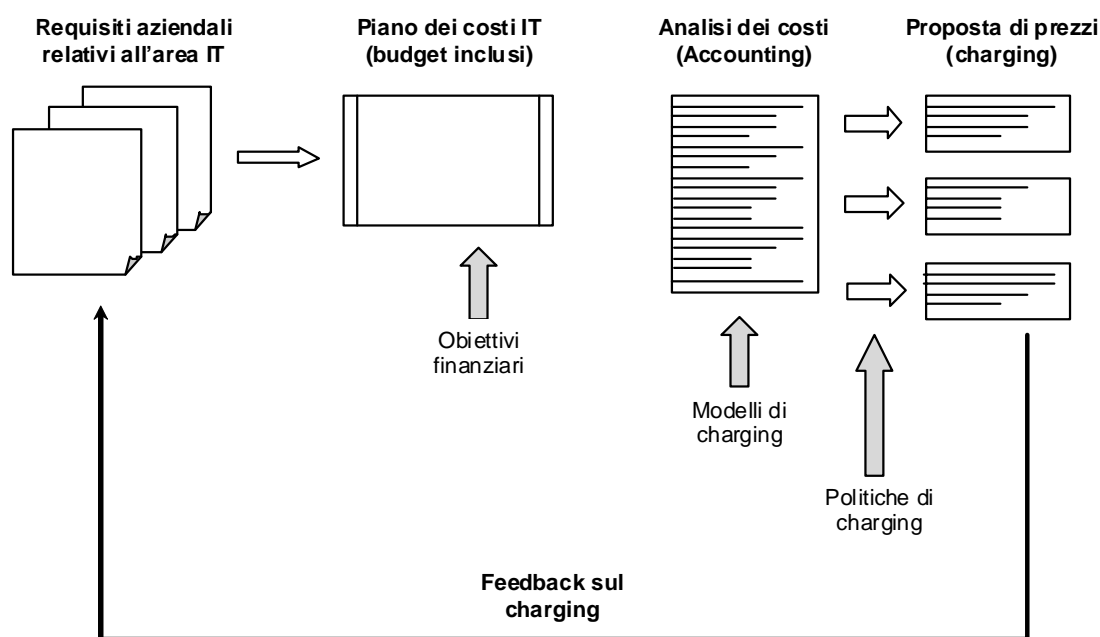 Requisiti aziendali
relativi all'area IT
Piano dei costi IT
(budget inclusi)
Analisi dei costi
(Accounting)
Proposta di prezzi
(charging)
Obiettivi
finanziari
Modelli di
charging
Politiche di
charging
Feedback sul
charging